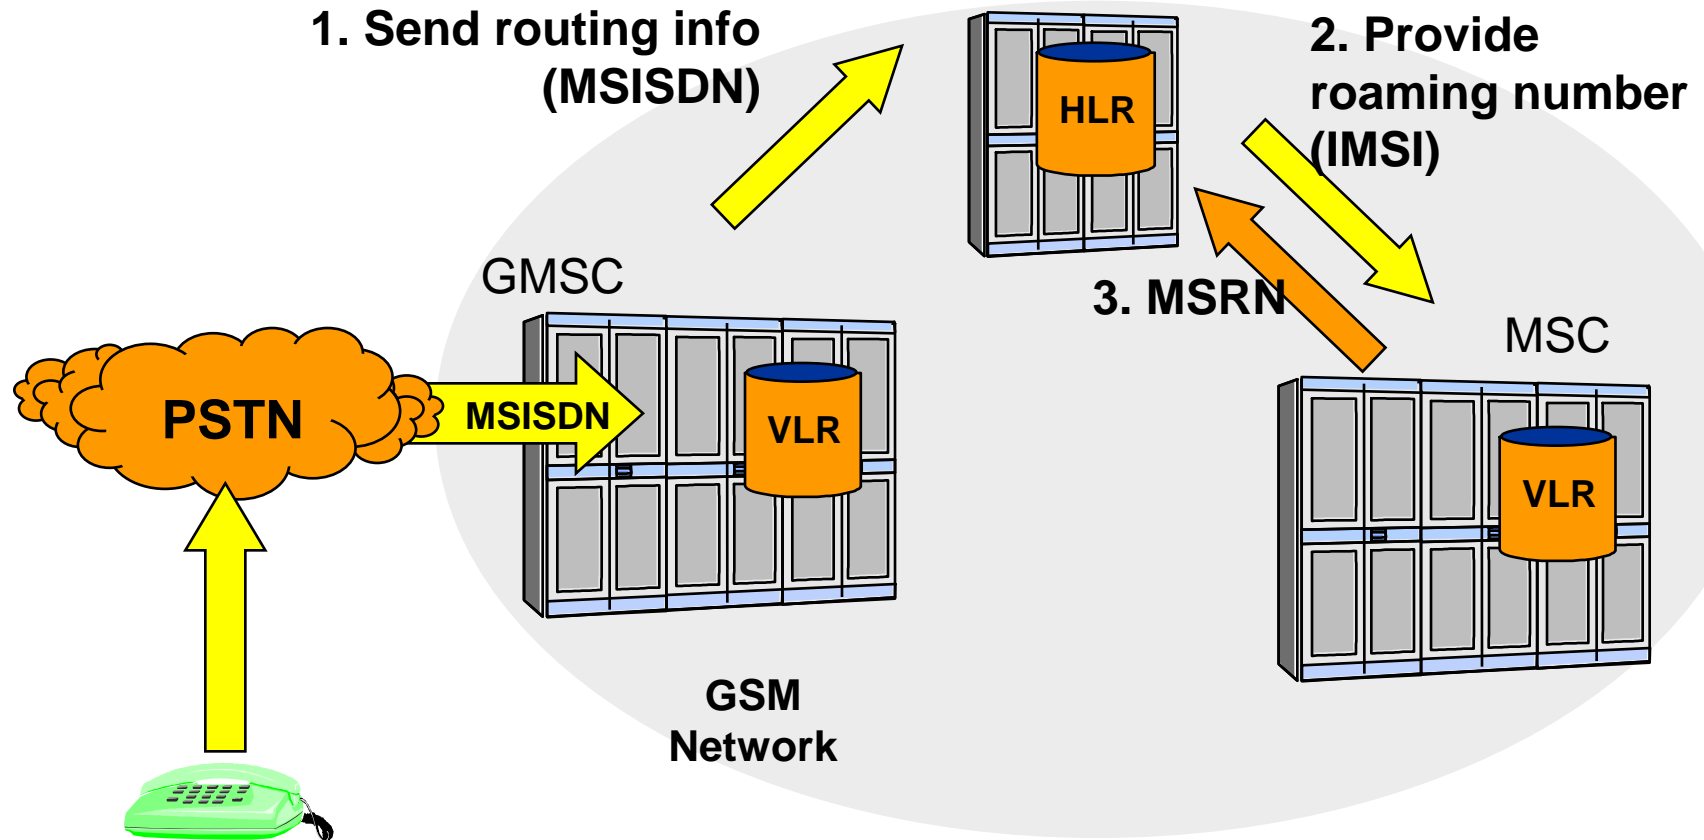 1. Send routing info
(MSISDN)
2. Provide
roaming number
(IMSI)
HLR
GMSC
3. MSRN
MSC
PSTN
MSISDN
VLR
VLR
GSM
Network